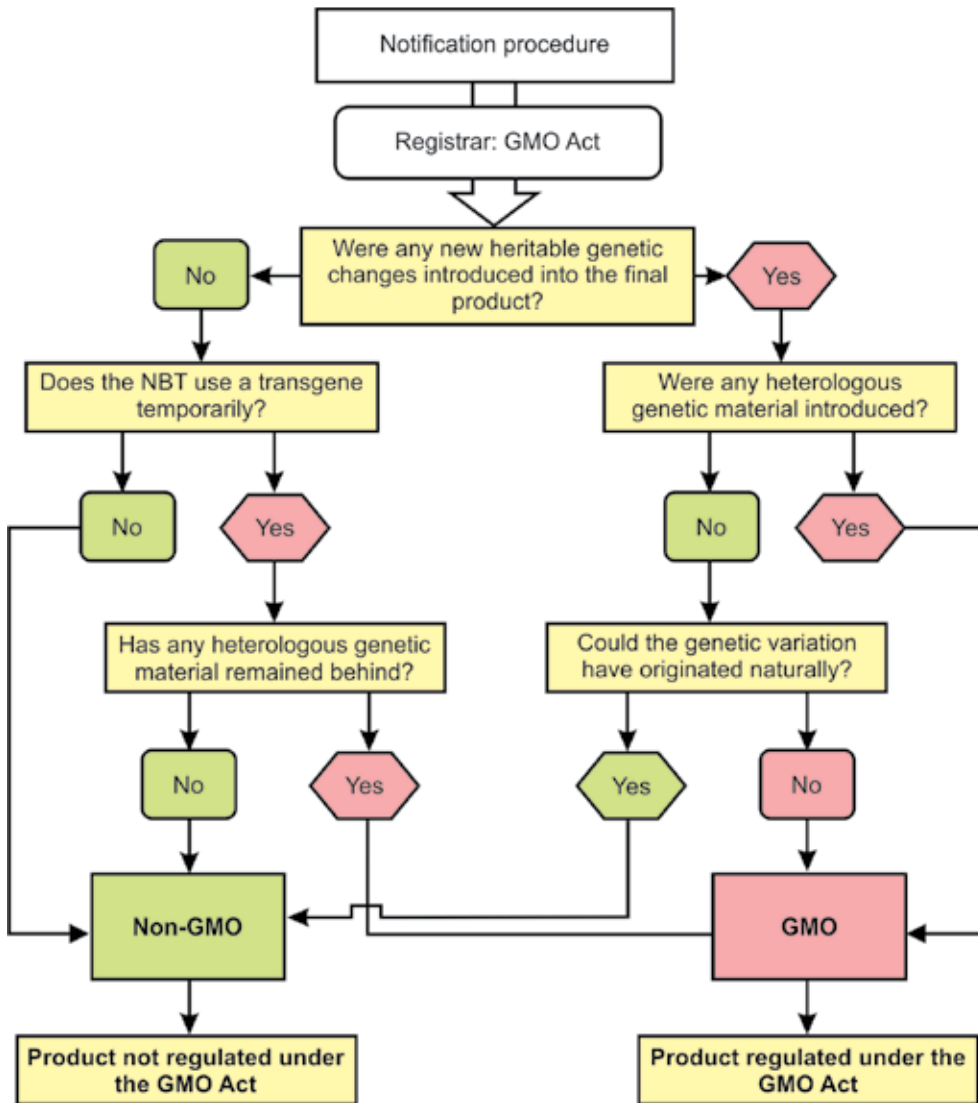 Notification procedure
Registrar: GMO Act
Were any new heritable genetic
changes introduced into the final
product?
No
Yes
Does the NBT use a transgene
temporarily?
Were any heterologous
genetic material introduced?
No
Yes
No
Yes
Has any heterologous genetic
material remained behind?
Could the genetic variation
have originated naturally?
No
Yes
Yes
No
Non-GMO
GMO
Product not regulated under
the GMO Act
Product regulated under the
GMO Act